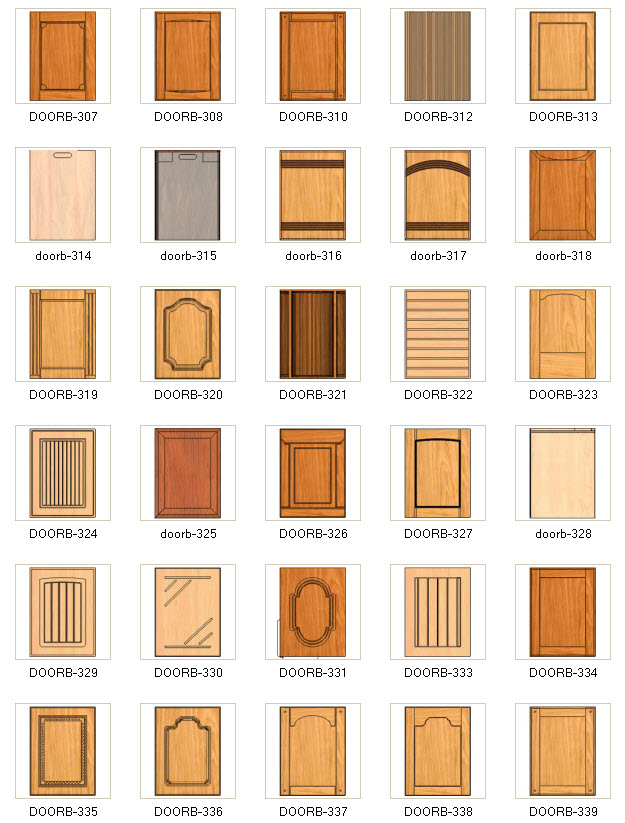 DOORB-307 DOORB-308 DOORB-310 DOORB-312 DOORB-313
doorb-314 doorb-315 doorb-316 doorb-317 doorb-318
DOORB-319 DOORB-320 DOORB-321 DOORB-322 DOORB-323
DOORB-324 doorb-325 DOORB-326 DOORB-327 doorb-328
DOORB-329 DOORB-330 DOORB-331 DOORB-333 DOORB-334
DOORB-335 DOORB-336 DOORB-337 DOORB-338 DOORB-339